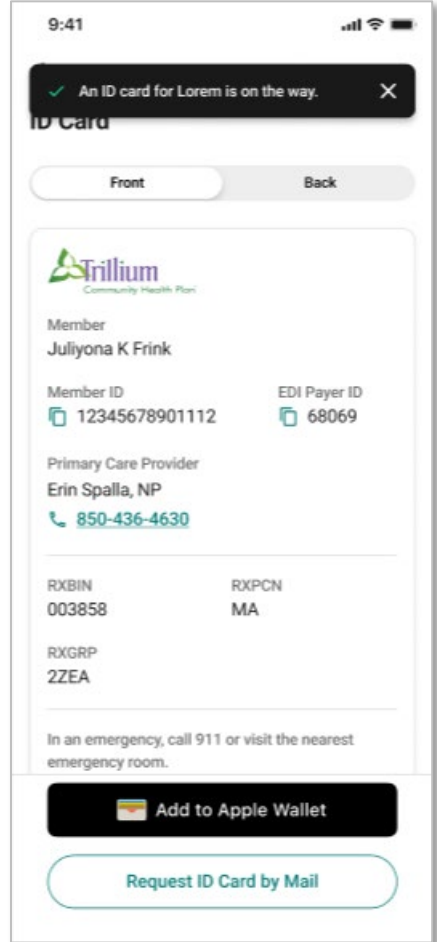 9:41
An ID card for Lorem is on the way.
ID Card
Front Back
Trillium
Community Health Plan
Member
Juliyona K Frink
Member ID EDI Payer ID
12345678901112 68069
Primary Care Provider
Erin Spalla, NP
850-436-4630
RXBIN RXPCN
003858 MA
RXGRP
2ZEA
In an emergency, call 911 or visit the nearest
emergency room.
Add to Apple Wallet
Request ID Card by Mail